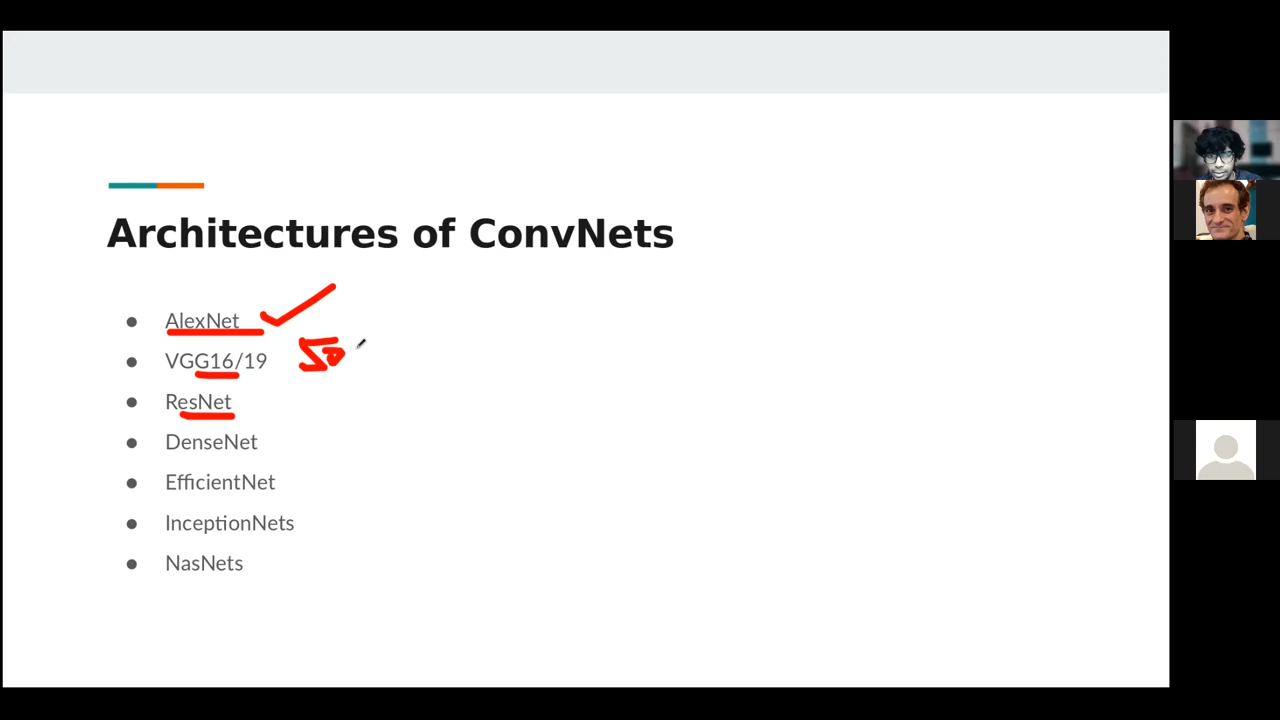 Architectures of ConvNets
AlexNet
VGG16/19
ResNet
DenseNet
EfficientNet
InceptionNets
NasNets